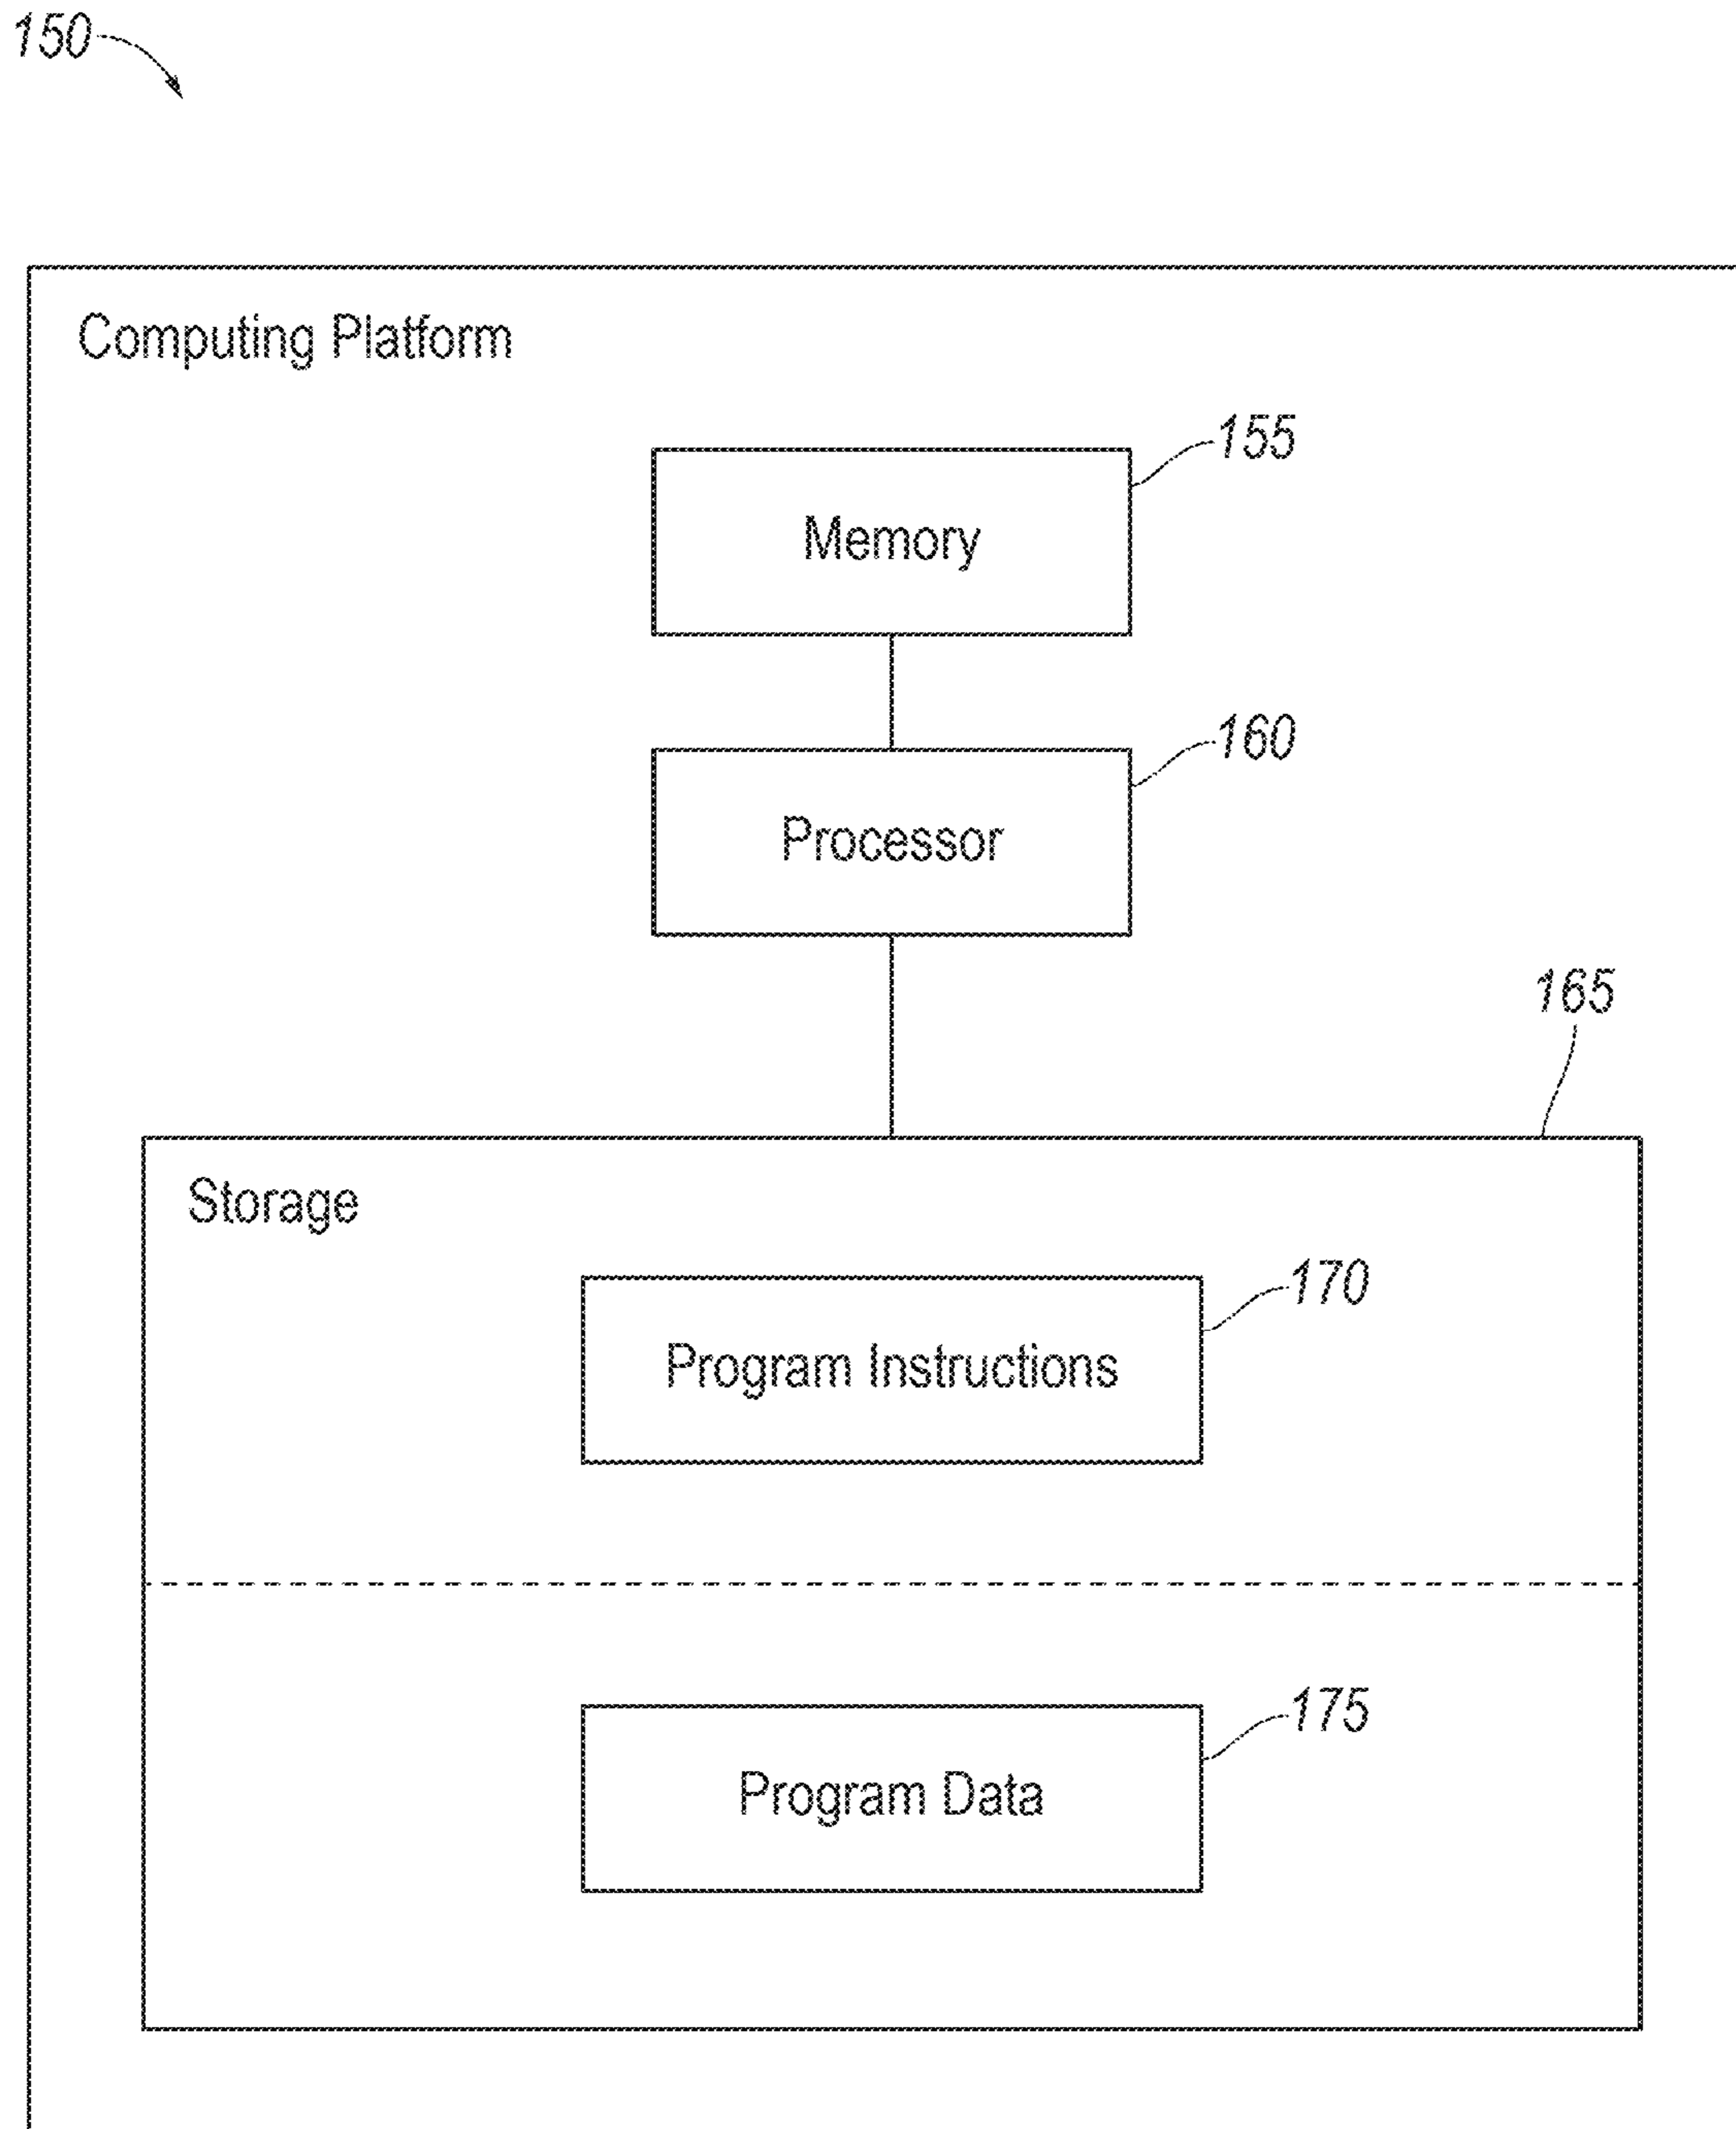 150
Computing Platform
155
Memory
160
Processor
165
Storage
170
Program Instructions
175
Program Data